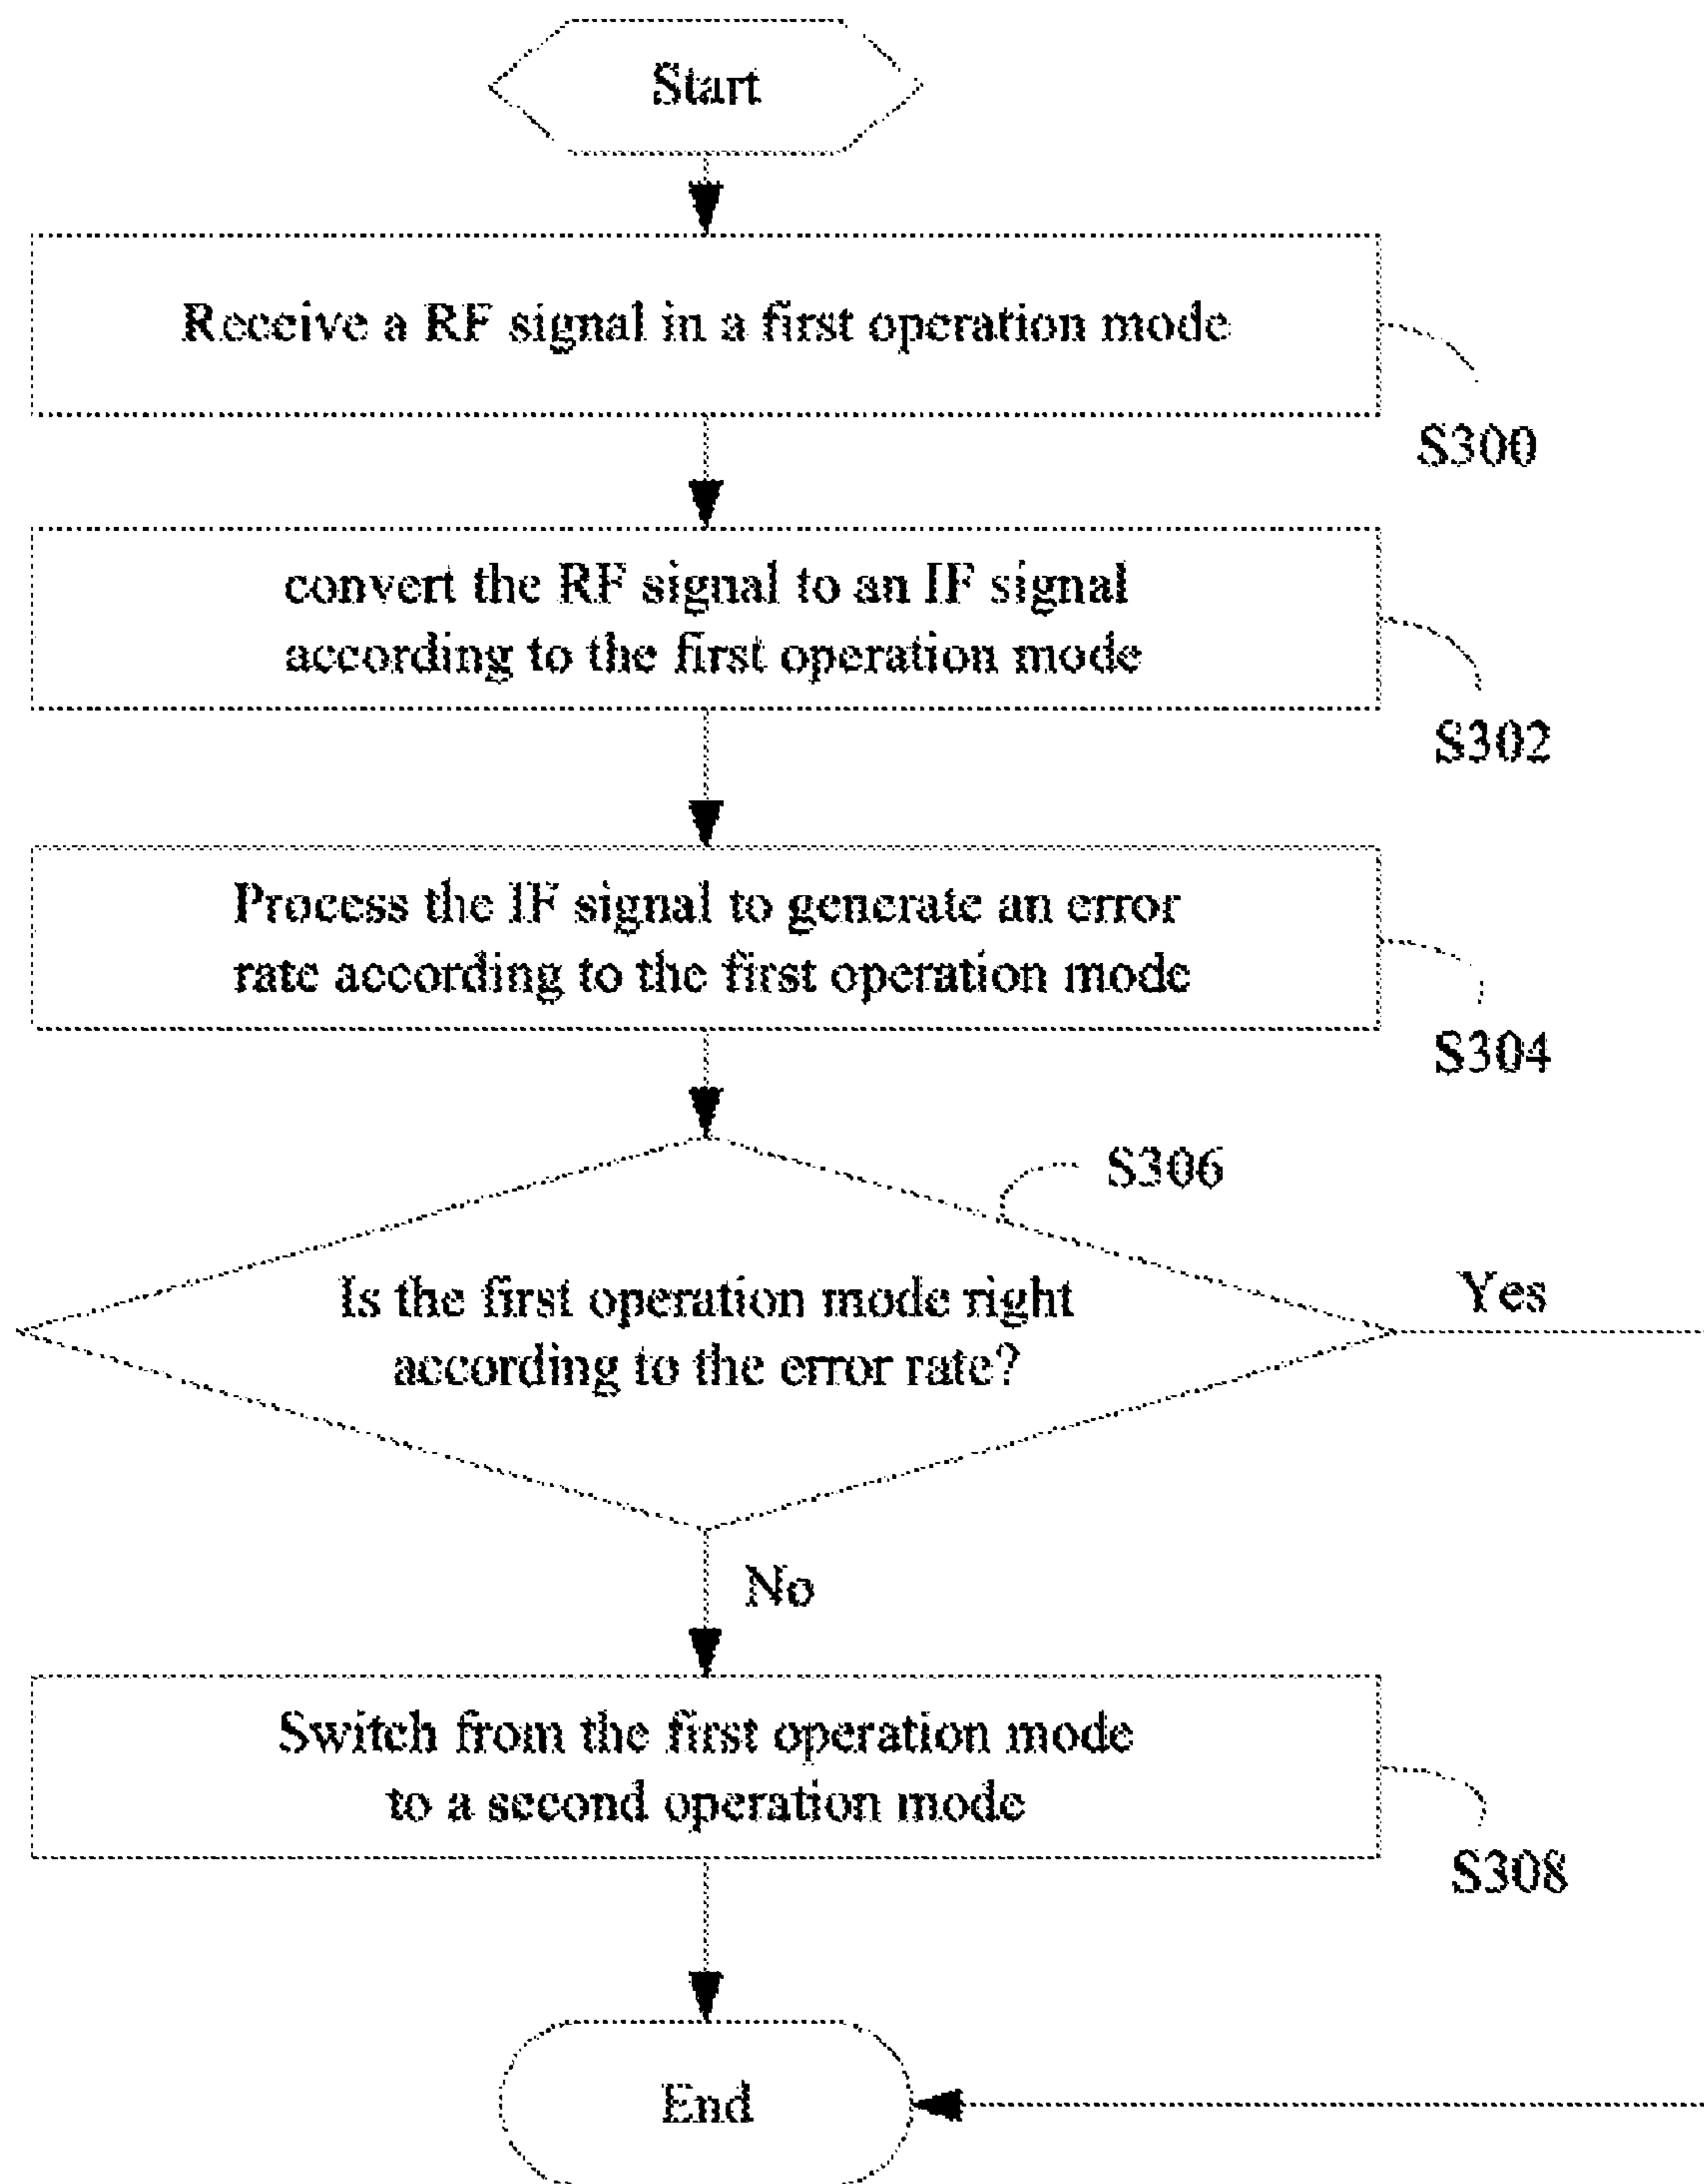 Start
Receive a RF signal in a first operation mode
S300
convert the RF signal to an IF signal
according to the first operation mode
S302
Process the IF signal to generate an error
rate according to the first operation mode
S304
S306
Is the first operation mode right
according to the error rate?
Yes
No
Switch from the first operation mode
to a second operation mode
S308
End